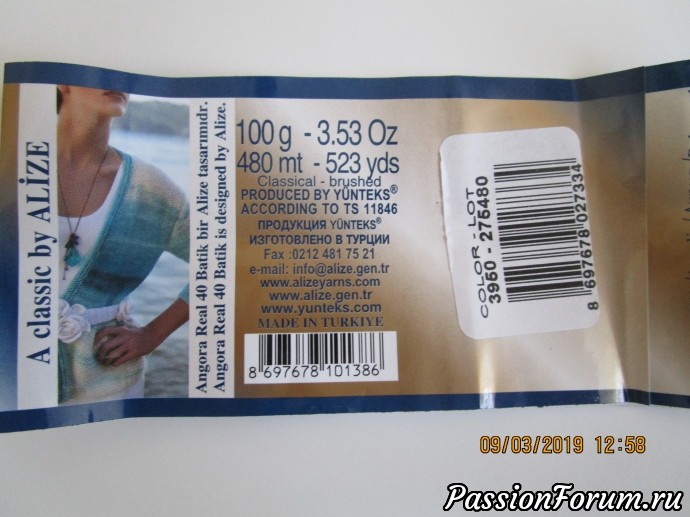 A classic by ALİZE
Angora Real 40 Batik bir Alize tasarımıdır.
Angora Real 40 Batik is designed by Alize.
100 g - 3.53 Oz
480 mt - 523 yds
Classical - brushed
PRODUCED BY YÜNTEKS®
ACCORDING TO TS 11846
ПРОДУКЦИЯ YÜNTEKS®
ИЗГОТОВЛЕНО В ТУРЦИИ
Fax :0212 481 75 21
e-mail: info@alize.gen.tr
www.alizeyarns.com
www.alize.gen.tr
www.yunteks.com
MADE IN TURKIYE
8 697678 101386
COLOR - LOT
3950 - 275480
8 697678 027334
09/03/2019 12:58
PassionForum.ru